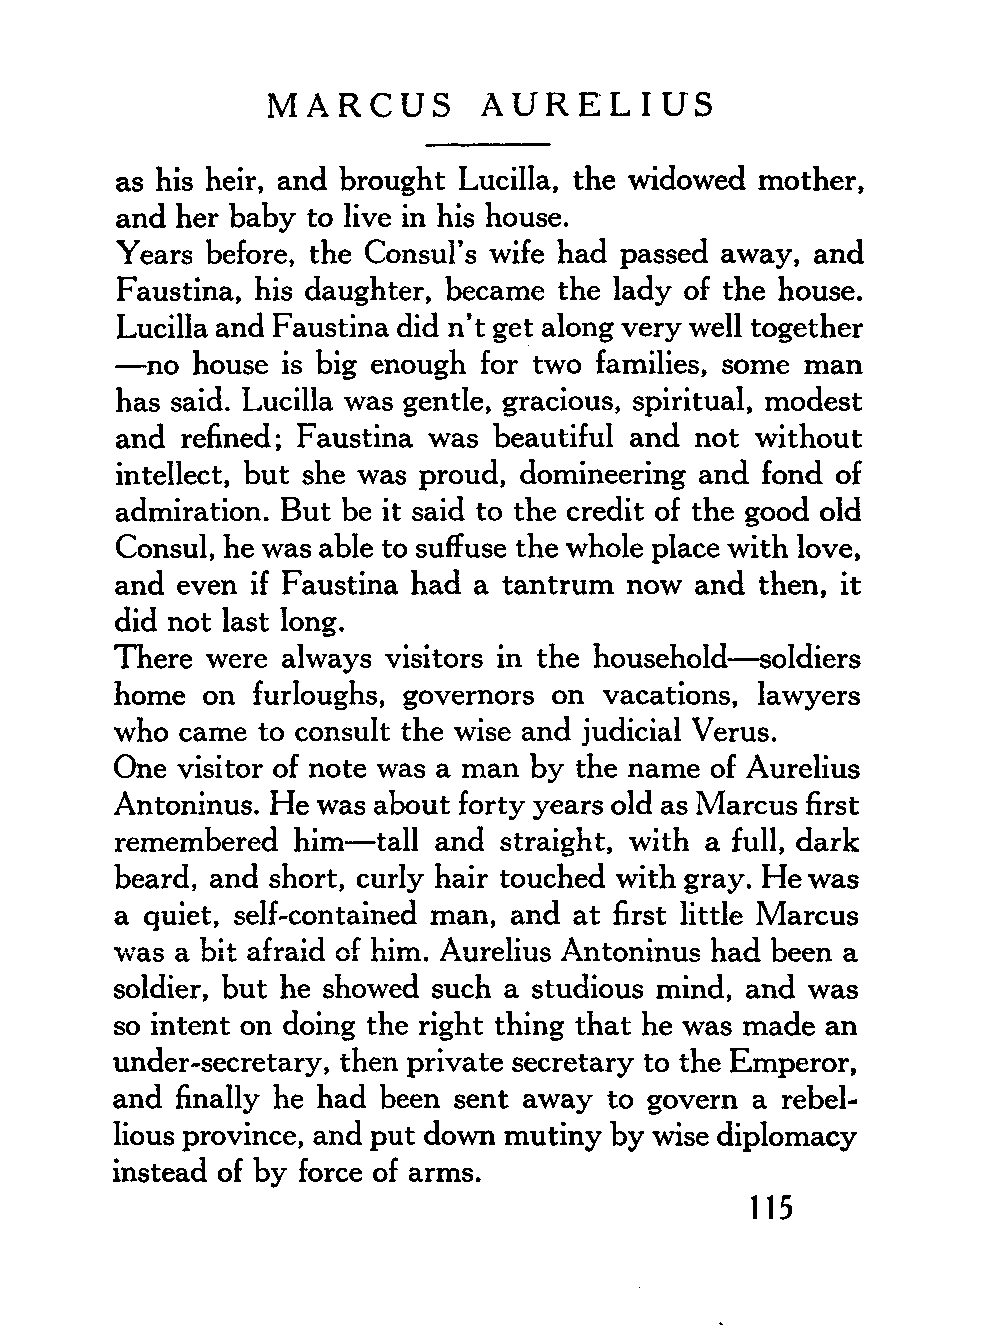 MARCUS AURELIUS
as his heir, and brought Lucilla, the widowed mother,
and her baby to live in his house.
Years before, the Consul's wife had passed away, and
Faustina, his daughter, became the lady of the house.
Lucilla and Faustina did n't get along very well together
—no house is big enough for two families, some man
has said. Lucilla was gentle, gracious, spiritual, modest
and refined; Faustina was beautiful and not without
intellect, but she was proud, domineering and fond of
admiration. But be it said to the credit of the good old
Consul, he was able to suffuse the whole place with love,
and even if Faustina had a tantrum now and then, it
did not last long.
There were always visitors in the household—soldiers
home on furloughs, governors on vacations, lawyers
who came to consult the wise and judicial Verus.
One visitor of note was a man by the name of Aurelius
Antoninus. He was about forty years old as Marcus first
remembered him—tall and straight, with a full, dark
beard, and short, curly hair touched with gray. He was
a quiet, self-contained man, and at first little Marcus
was a bit afraid of him. Aurelius Antoninus had been a
soldier, but he showed such a studious mind, and was
so intent on doing the right thing that he was made an
under-secretary, then private secretary to the Emperor,
and finally he had been sent away to govern a rebel-
lious province, and put down mutiny by wise diplomacy
instead of by force of arms.
115